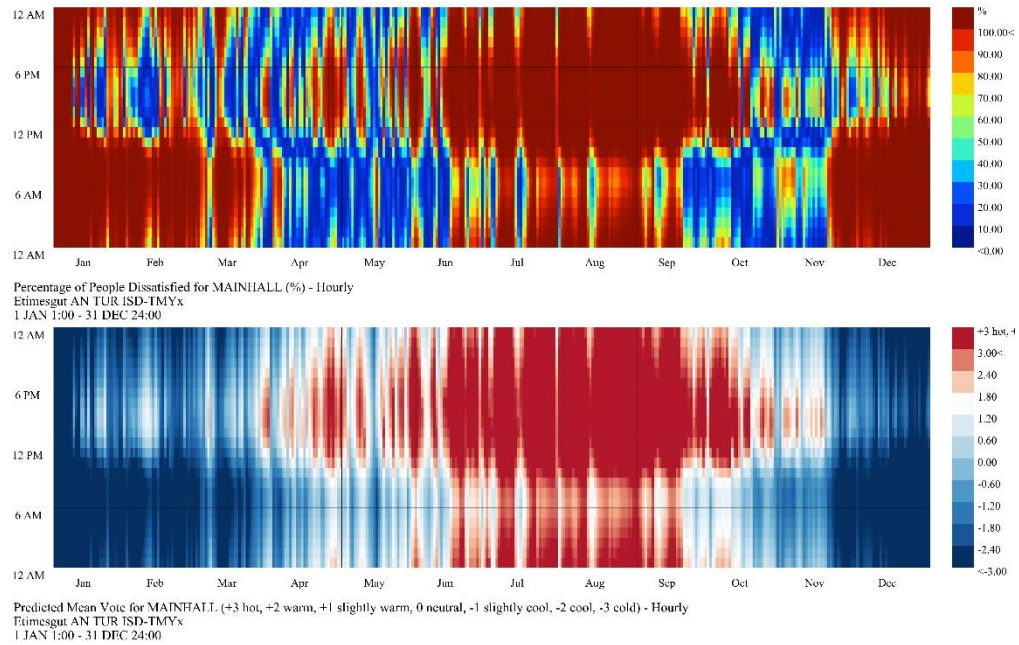 12 AM
6 PM
12 PM
6 AM
12 AM
Jan Feb Mar Apr May Jun Jul Aug Sep Oct Nov Dec
%
100.00<
90.00
80.00
70.00
60.00
50.00
40.00
30.00
20.00
10.00
<0.00
Percentage of People Dissatisfied for MAINHALL (%) - Hourly
Etimesgut AN TUR ISD-TMYx
1 JAN 1:00 - 31 DEC 24:00
12 AM
6 PM
12 PM
6 AM
12 AM
Jan Feb Mar Apr May Jun Jul Aug Sep Oct Nov Dec
+3 hot, +
3.00<
2.40
1.80
1.20
0.60
0.00
-0.60
-1.20
-1.80
-2.40
<-3.00
Predicted Mean Vote for MAINHALL (+3 hot, +2 warm, +1 slightly warm, 0 neutral, -1 slightly cool, -2 cool, -3 cold) - Hourly
Etimesgut AN TUR ISD-TMYx
1 JAN 1:00 - 31 DEC 24:00